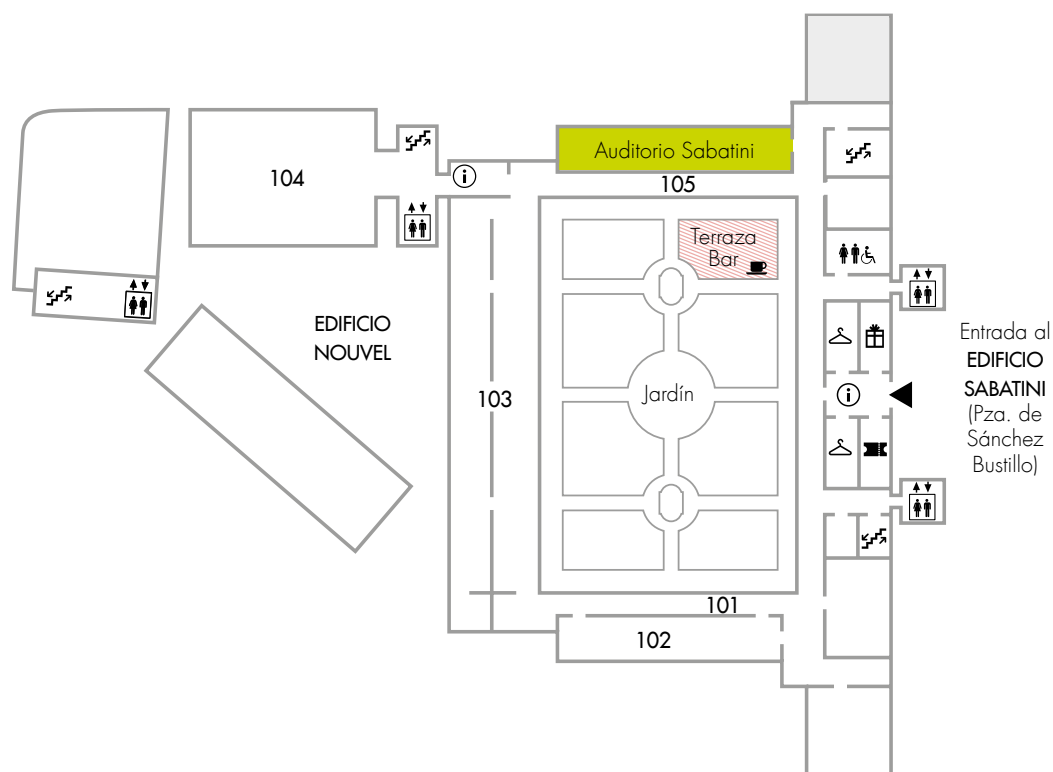 Auditorio Sabatini
104
105
Terraza
Bar
EDIFICIO
NOUVEL
Entrada al
EDIFICIO
SABATINI
(Pza. de
Sánchez
Bustillo)
Jardín
103
101
102